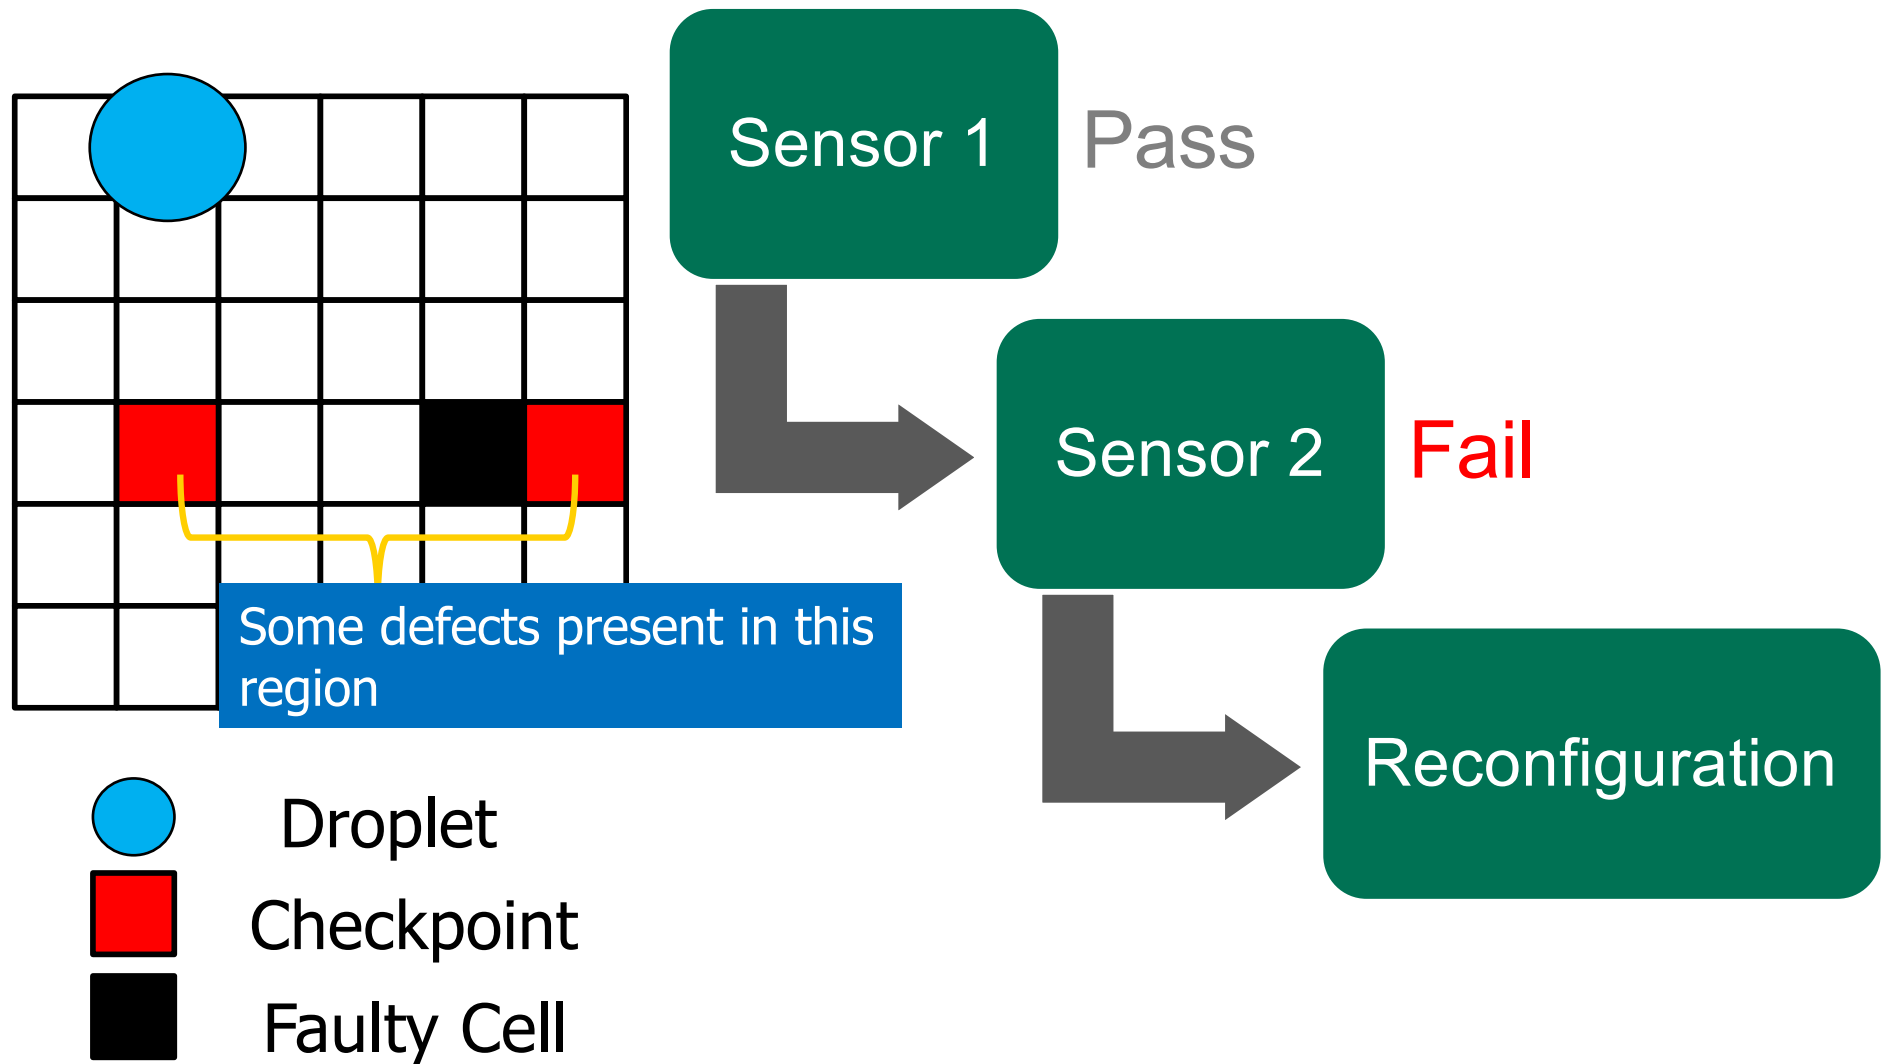 Sensor 1
Pass
Sensor 2
Fail
Some defects present in this
region
Reconfiguration
Droplet
Checkpoint
Faulty Cell